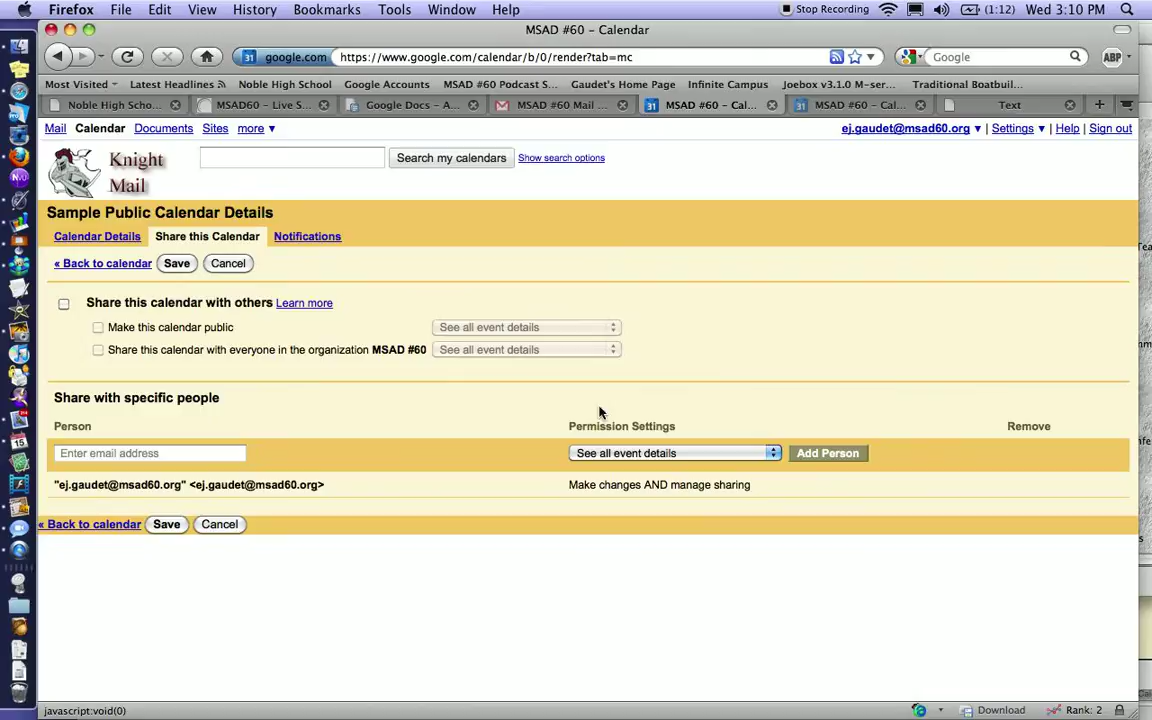 Firefox File Edit View History Bookmarks Tools Window Help Stop Recording (1:12) Wed 3:10 PM
MSAD #60 – Calendar
31 google.com https://www.google.com/calendar/b/0/render?tab=mc Google ABP
Most Visited Latest Headlines Noble High School Google Accounts MSAD #60 Podcast S... Gaudet's Home Page Infinite Campus Joebox v3.1.0 M-ser... Traditional Boatbuil...
Noble High Scho... MSAD60 – Live S... Google Docs – A... MSAD #60 Mail ... 31 MSAD #60 – Cal... 31 MSAD #60 – Cal... Text
Mail Calendar Documents Sites more ▼ ej.gaudet@msad60.org ▼ | Settings ▼ | Help | Sign out
Knight
Mail
Search my calendars Show search options
Sample Public Calendar Details
Calendar Details Share this Calendar Notifications
« Back to calendar Save Cancel
Share this calendar with others Learn more
Make this calendar public See all event details
Share this calendar with everyone in the organization MSAD #60 See all event details
Share with specific people
Person Permission Settings Remove
Enter email address See all event details Add Person
"ej.gaudet@msad60.org" <ej.gaudet@msad60.org> Make changes AND manage sharing
« Back to calendar Save Cancel
javascript:void(0) Download Rank: 2